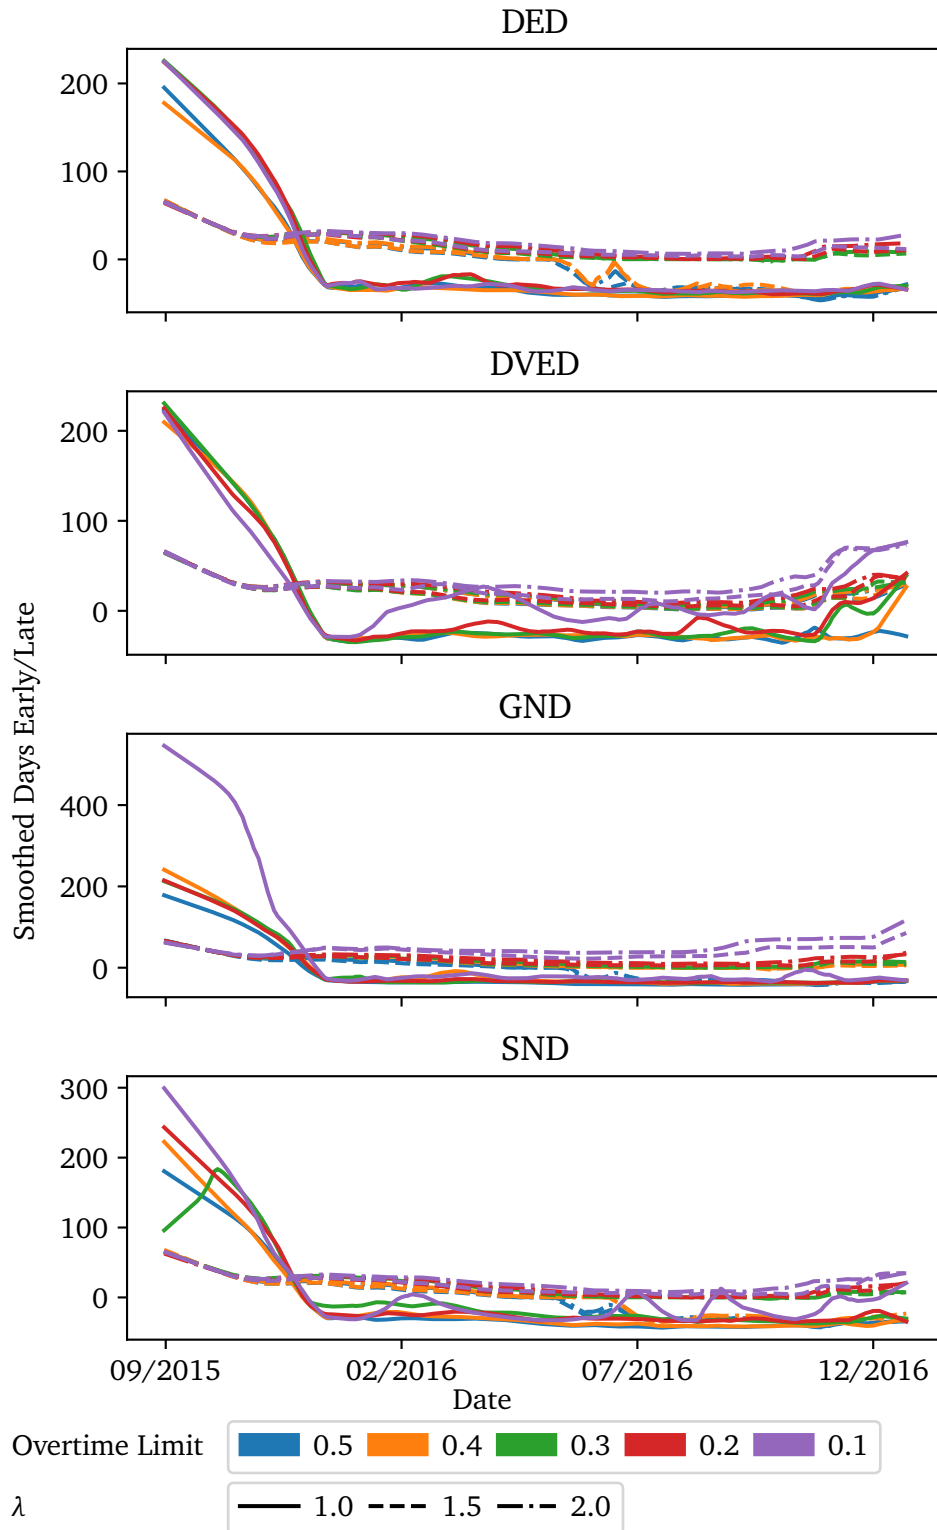 DED
200
100
0
DVED
200
100
0
GND
400
200
0
SND
300
200
100
0
Smoothed Days Early/Late
09/2015 02/2016 07/2016 12/2016
Date
Overtime Limit 0.5 0.4 0.3 0.2 0.1
λ 1.0 1.5 2.0